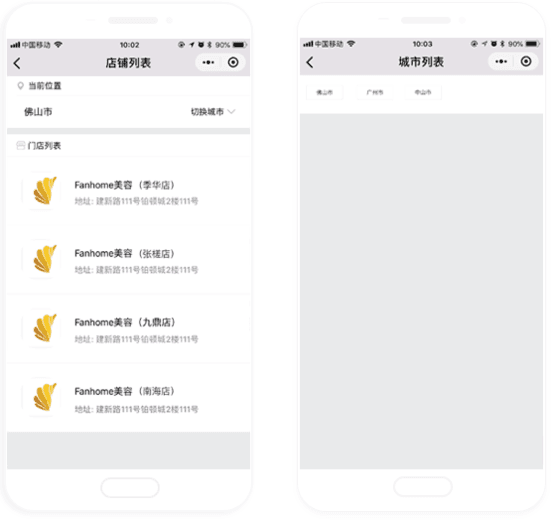 中国移动
10:02
90%
店铺列表
当前位置
佛山市
切换城市
门店列表
Fanhome美容（季华店）
地址: 建新路111号铂顿城2楼111号
Fanhome美容（张槎店）
地址: 建新路111号铂顿城2楼111号
Fanhome美容（九鼎店）
地址: 建新路111号铂顿城2楼111号
Fanhome美容（南海店）
地址: 建新路111号铂顿城2楼111号
中国移动
10:03
90%
城市列表
佛山市
广州市
中山市